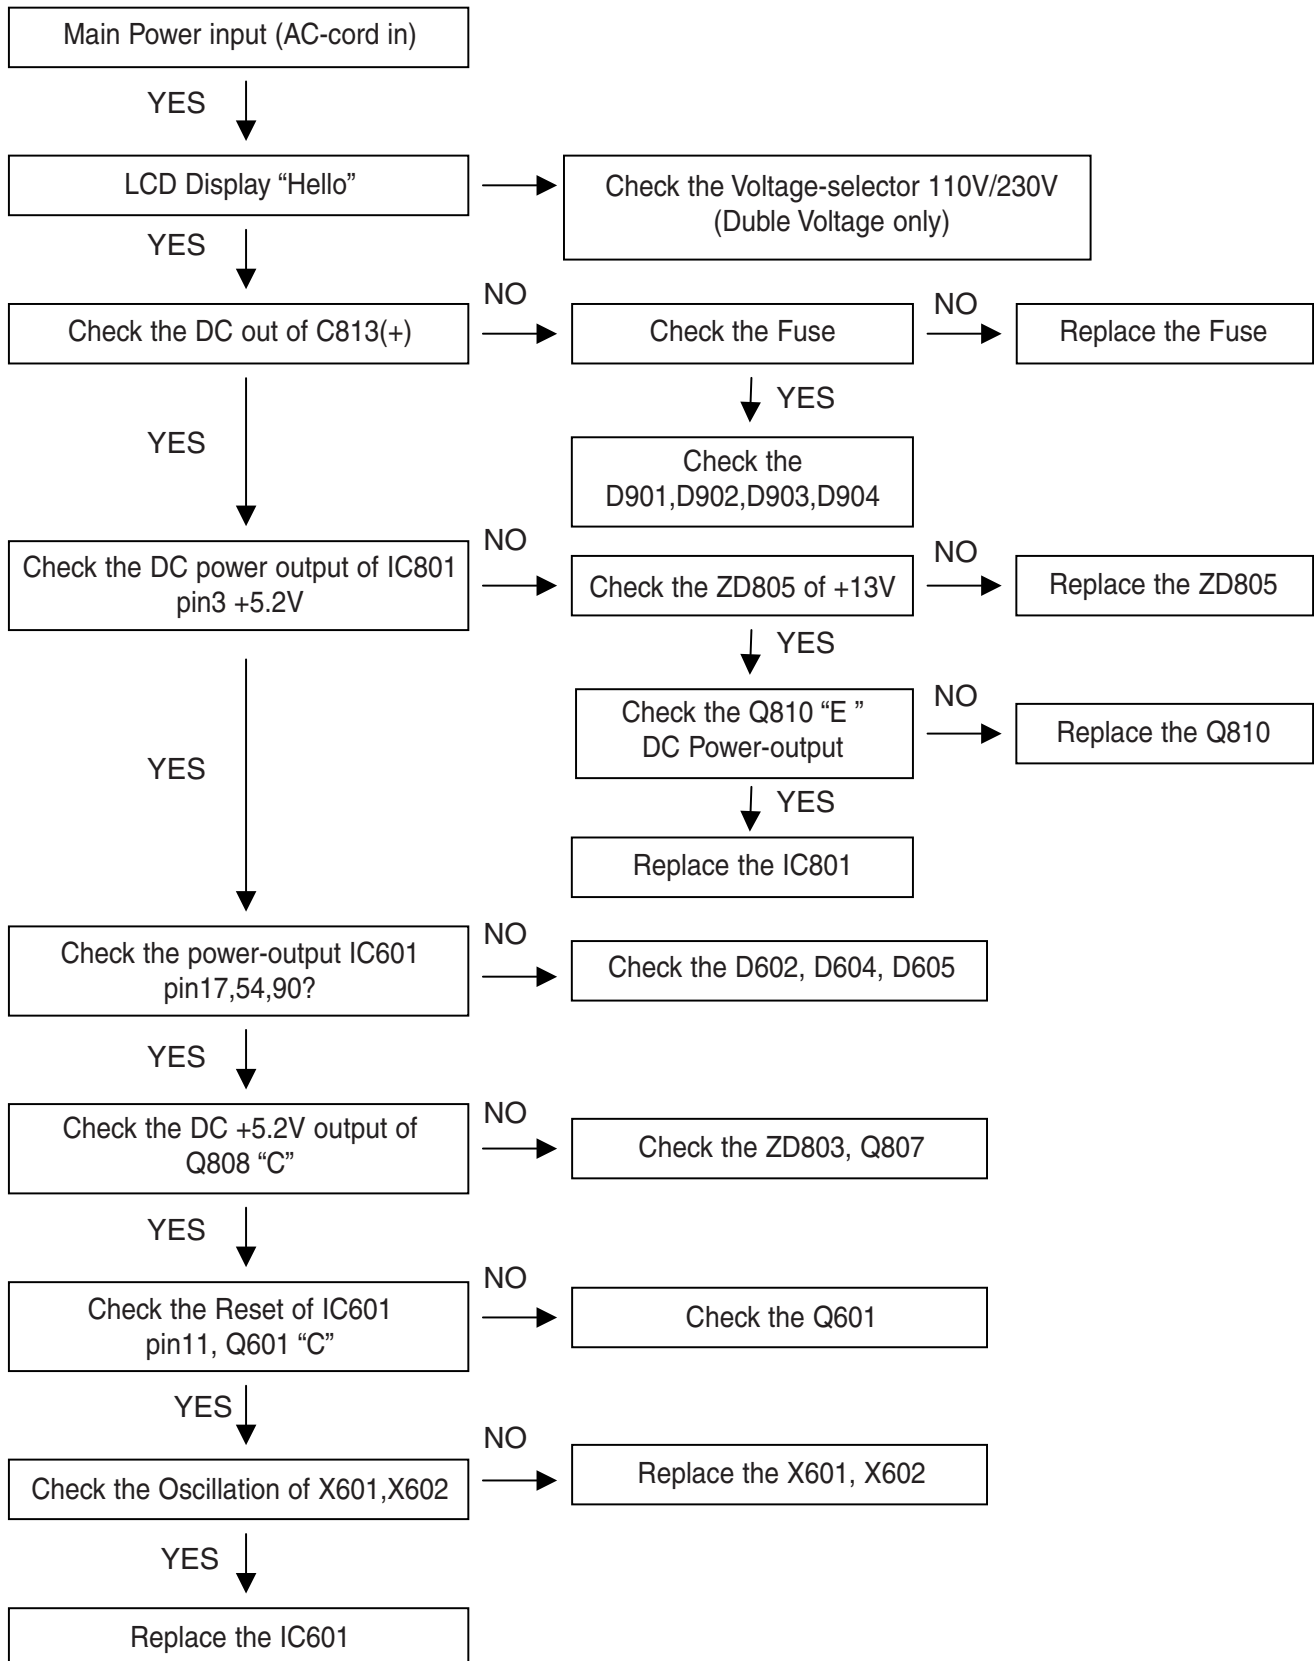 Main Power input (AC-cord in)
YES
LCD Display “Hello”
Check the Voltage-selector 110V/230V
(Duble Voltage only)
YES
Check the DC out of C813(+)
NO
Check the Fuse
NO
Replace the Fuse
YES
Check the
D901,D902,D903,D904
YES
Check the DC power output of IC801
pin3 +5.2V
NO
Check the ZD805 of +13V
NO
Replace the ZD805
YES
Check the Q810 “E ”
DC Power-output
NO
Replace the Q810
YES
Replace the IC801
YES
Check the power-output IC601
pin17,54,90?
NO
Check the D602, D604, D605
YES
Check the DC +5.2V output of
Q808 “C”
NO
Check the ZD803, Q807
YES
Check the Reset of IC601
pin11, Q601 “C”
NO
Check the Q601
YES
Check the Oscillation of X601,X602
NO
Replace the X601, X602
YES
Replace the IC601